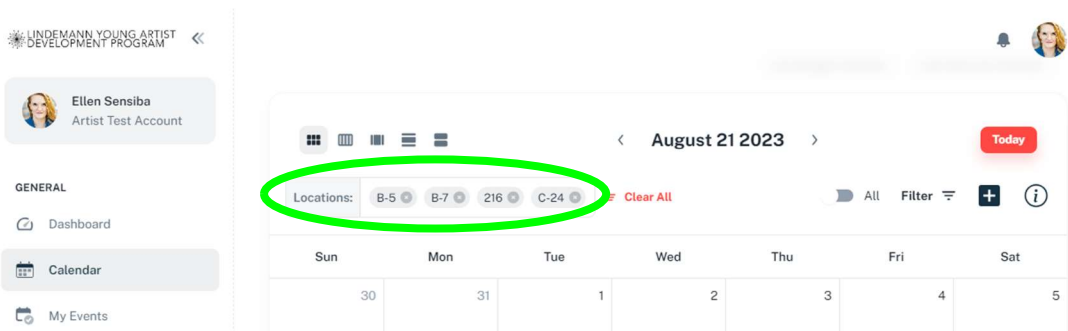 LINDEMANN YOUNG ARTIST
DEVELOPMENT PROGRAM
Ellen Sensiba
Artist Test Account
GENERAL
Dashboard
Calendar
My Events
August 21 2023
Today
Locations: B-5 B-7 216 C-24 Clear All All Filter
Sun Mon Tue Wed Thu Fri Sat
30 31 1 2 3 4 5